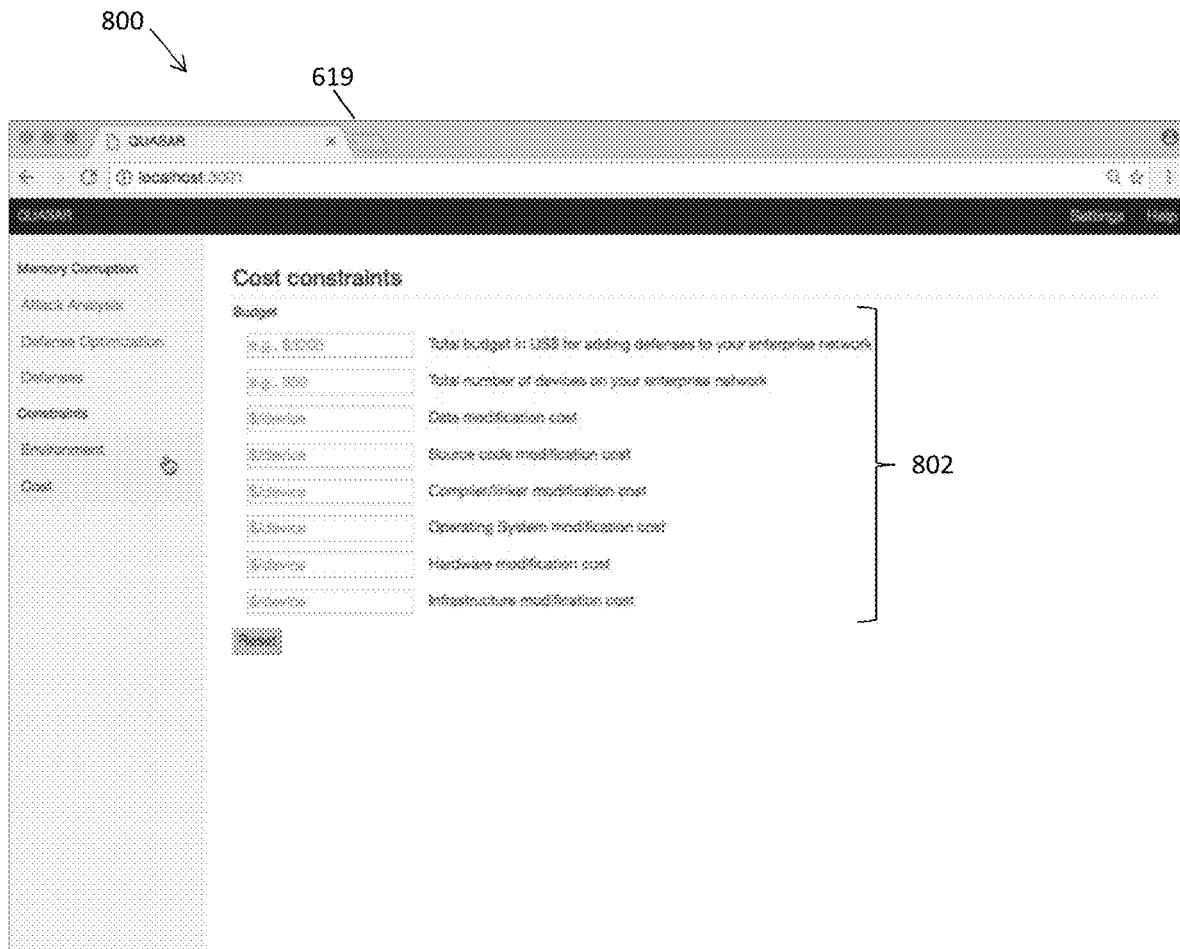 800
619
QUASAR
localhost:3001
QUASAR Settings Help
Memory Corruption
Attack Analysis
Defense Optimization
Defenses
Constraints
Environment
Cost
Cost constraints
Budget
Total budget in US$ for adding defenses to your enterprise network
e.g., 100 Total number of devices on your enterprise network
$/device Data modification cost
$/device Source code modification cost
$/device Compiler/linker modification cost
$/device Operating System modification cost
$/device Hardware modification cost
$/device Infrastructure modification cost
Reset
802